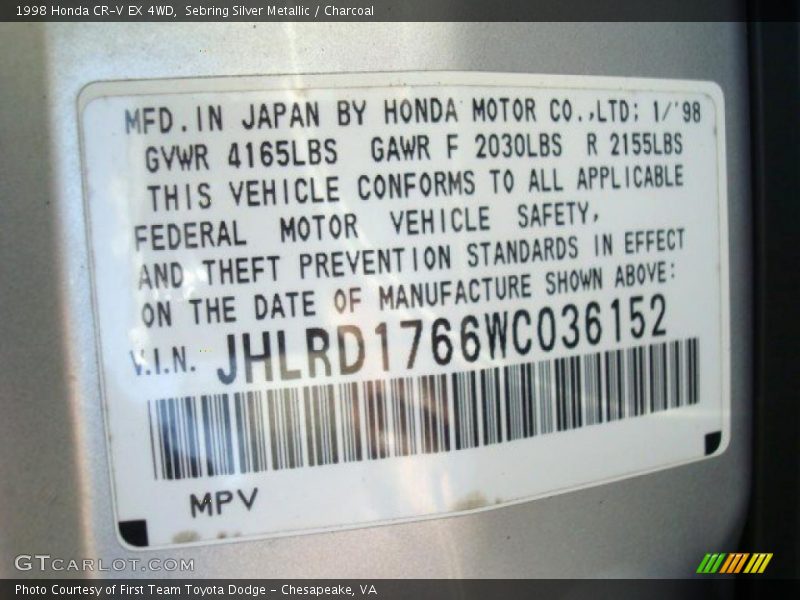 1998 Honda CR-V EX 4WD, Sebring Silver Metallic / Charcoal
MFD. IN JAPAN BY HONDA MOTOR CO.,LTD: 1/'98
GVWR 4165LBS GAWR F 2030LBS R 2155LBS
THIS VEHICLE CONFORMS TO ALL APPLICABLE
FEDERAL MOTOR VEHICLE SAFETY,
AND THEFT PREVENTION STANDARDS IN EFFECT
ON THE DATE OF MANUFACTURE SHOWN ABOVE:
V.I.N. JHLRD1766WC036152
MPV
GTCARLOT.COM
Photo Courtesy of First Team Toyota Dodge - Chesapeake, VA